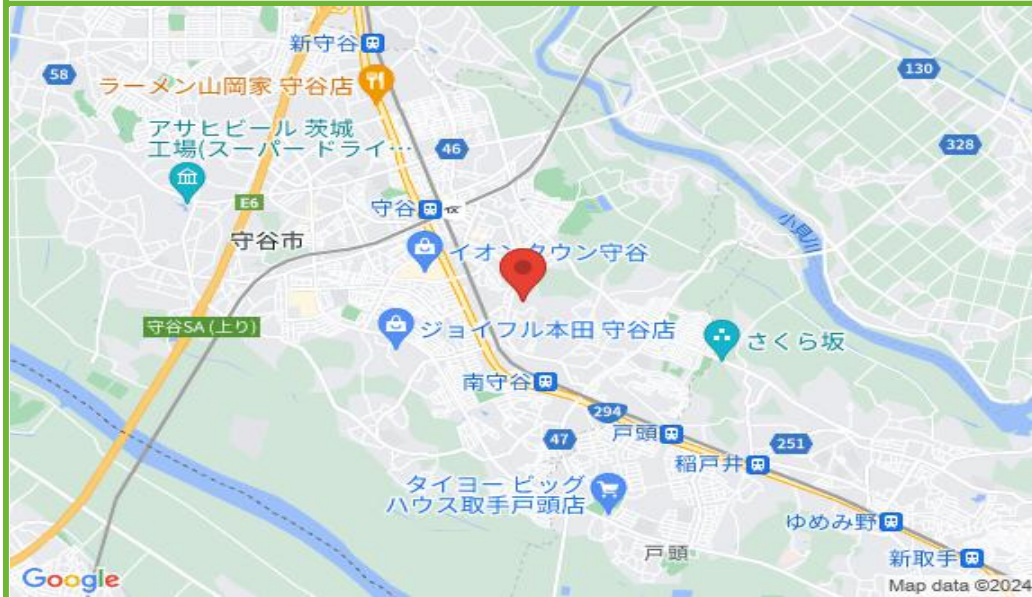 新守谷
58
130
ラーメン山岡家 守谷店
アサヒビール 茨城
工場(スーパー ドライ…
46
328
E6
守谷
守谷市
イオンタウン守谷
小貝川
守谷SA (上り)
ジョイフル本田 守谷店
さくら坂
南守谷
294
戸頭
47
251
稲戸井
タイヨー ビッグ
ハウス取手戸頭店
ゆめみ野
戸頭
新取手
Google
Map data ©2024